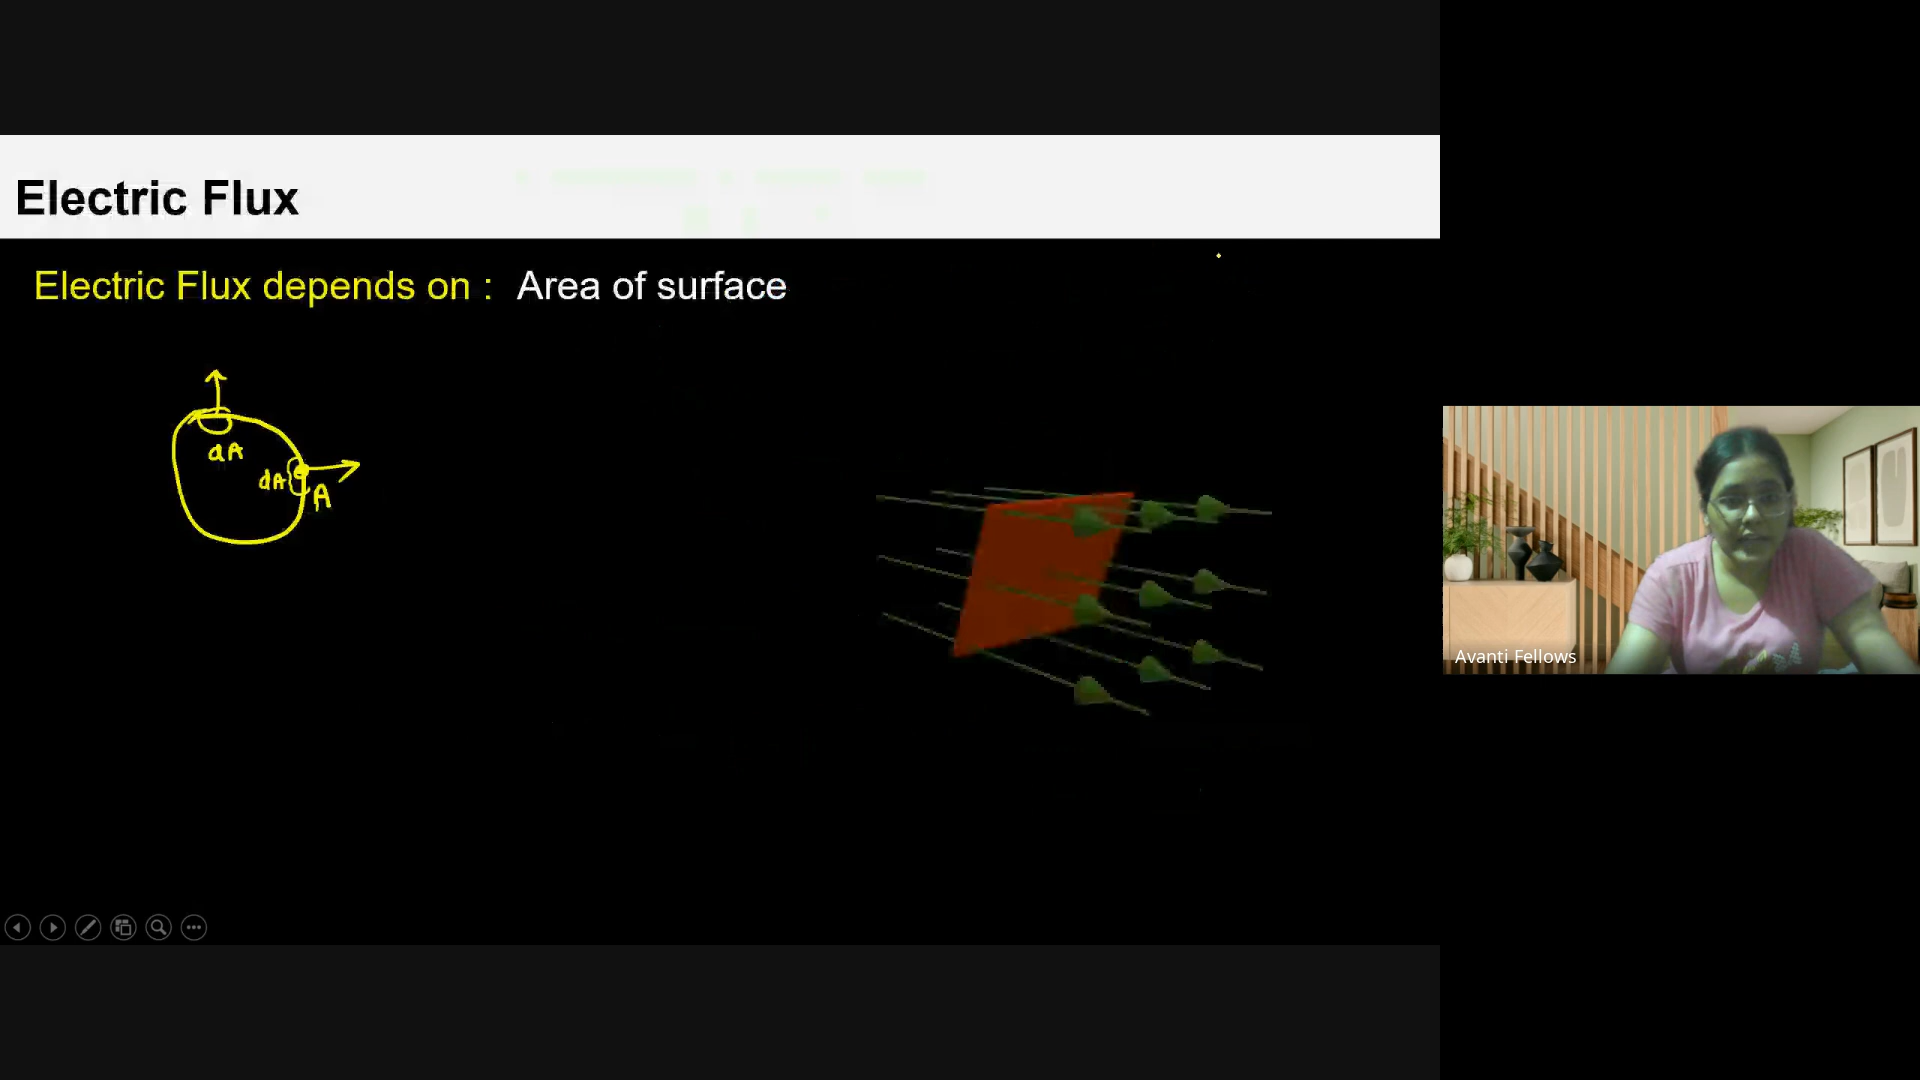 Electric Flux
Electric Flux depends on : Area of surface
dA
dA
A
Avanti Fellows